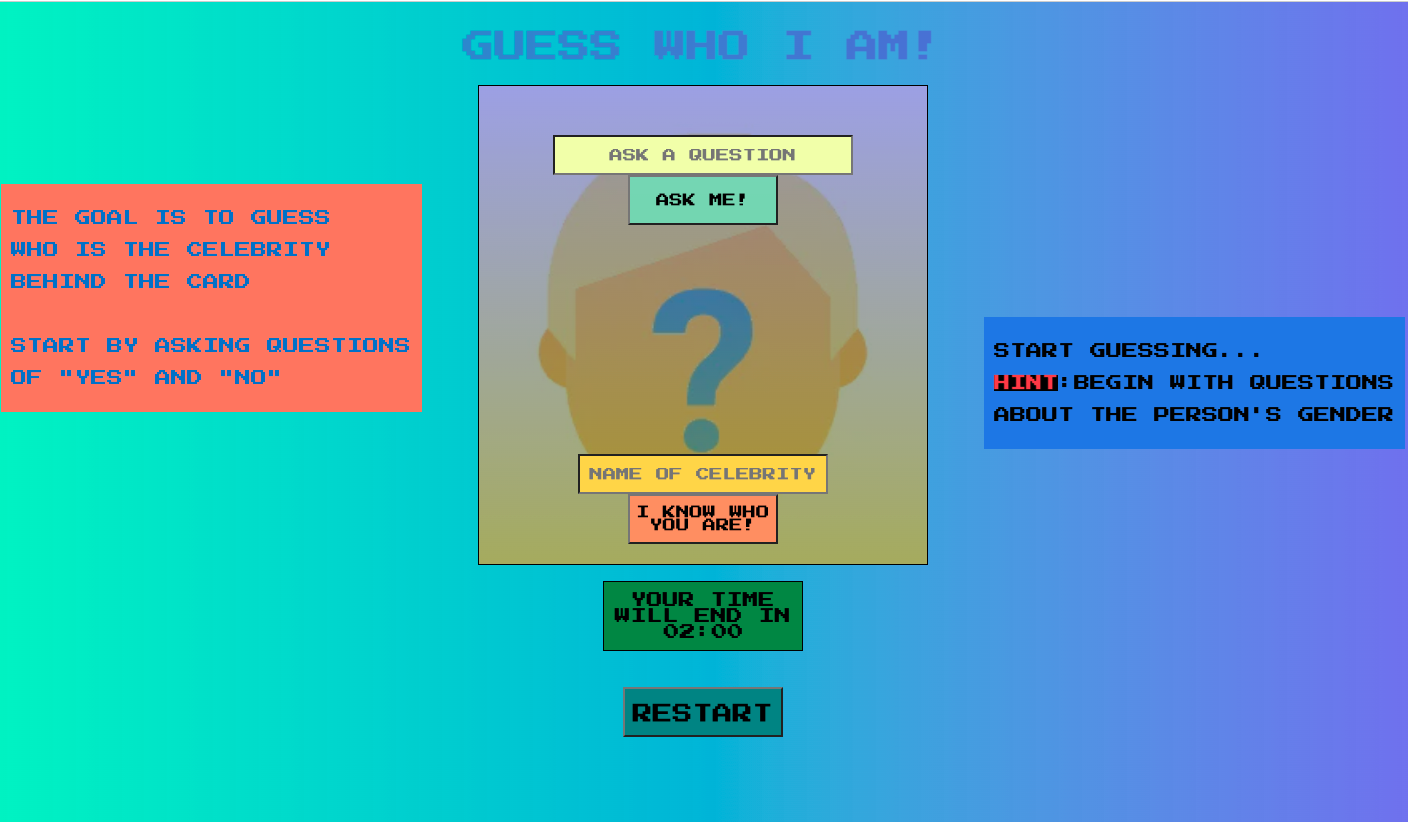 GUESS WHO I AM!
ASK A QUESTION
ASK ME!
THE GOAL IS TO GUESS
WHO IS THE CELEBRITY
BEHIND THE CARD
START BY ASKING QUESTIONS
OF "YES" AND "NO"
?
START GUESSING...
HINT:BEGIN WITH QUESTIONS
ABOUT THE PERSON'S GENDER
NAME OF CELEBRITY
I KNOW WHO
YOU ARE!
YOUR TIME
WILL END IN
02:00
RESTART